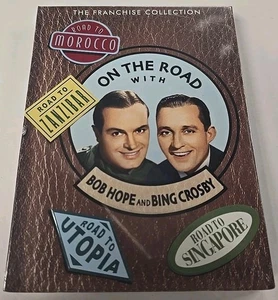 THE FRANCHISE COLLECTION
ROAD TO
MOROCCO
ON THE ROAD
WITH
ROAD TO
ZANZIBAR
BOB HOPE AND BING CROSBY
ROAD TO
UTOPIA
ROAD TO
SINGAPORE